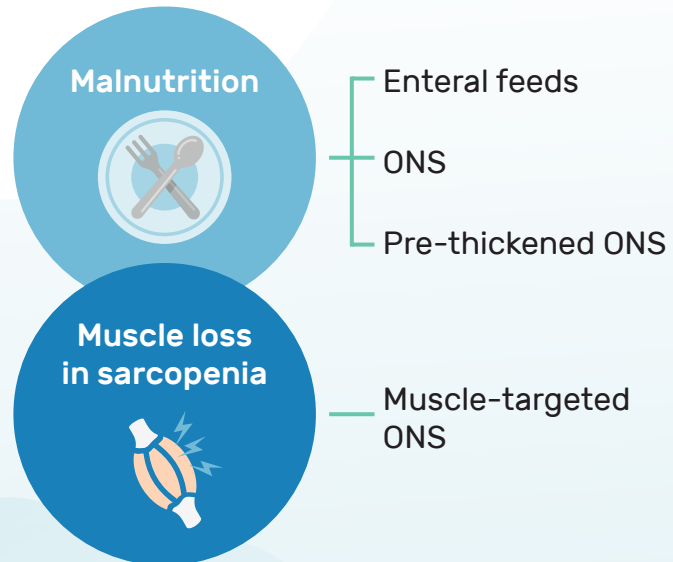 Malnutrition
Enteral feeds
ONS
Pre-thickened ONS
Muscle loss
in sarcopenia
Muscle-targeted
ONS